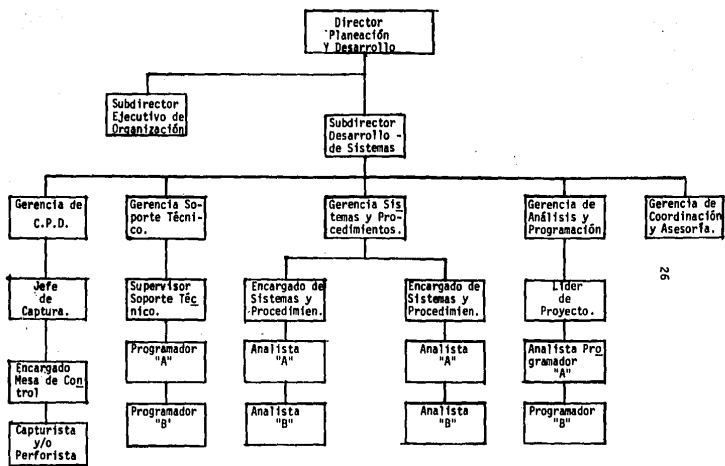 Director
Planeación
Y Desarrollo
Subdirector
Ejecutivo de
Organización
Subdirector
Desarrollo -
de Sistemas
Gerencia de
C.P.D.
Gerencia So-
porte Técni-
co.
Gerencia Sis
temas y Pro-
cedimientos.
Gerencia de
Análisis y
Programación
Gerencia de
Coordinación
y Asesoría.
26
Jefe
de
Captura.
Supervisor
Soporte Téc
nico.
Encargado de
Sistemas y
Procedimien.
Encargado de
Sistemas y
Procedimien.
Lider
de
Proyecto.
Encargado
Mesa de Con
trol
Programador
"A"
Analista
"A"
Analista
"A"
Analista Pro
gramador
"A"
Capturista
y/o
Perforista
Programador
"B'
Analista
"B"
Analista
"B"
Programador
"B"